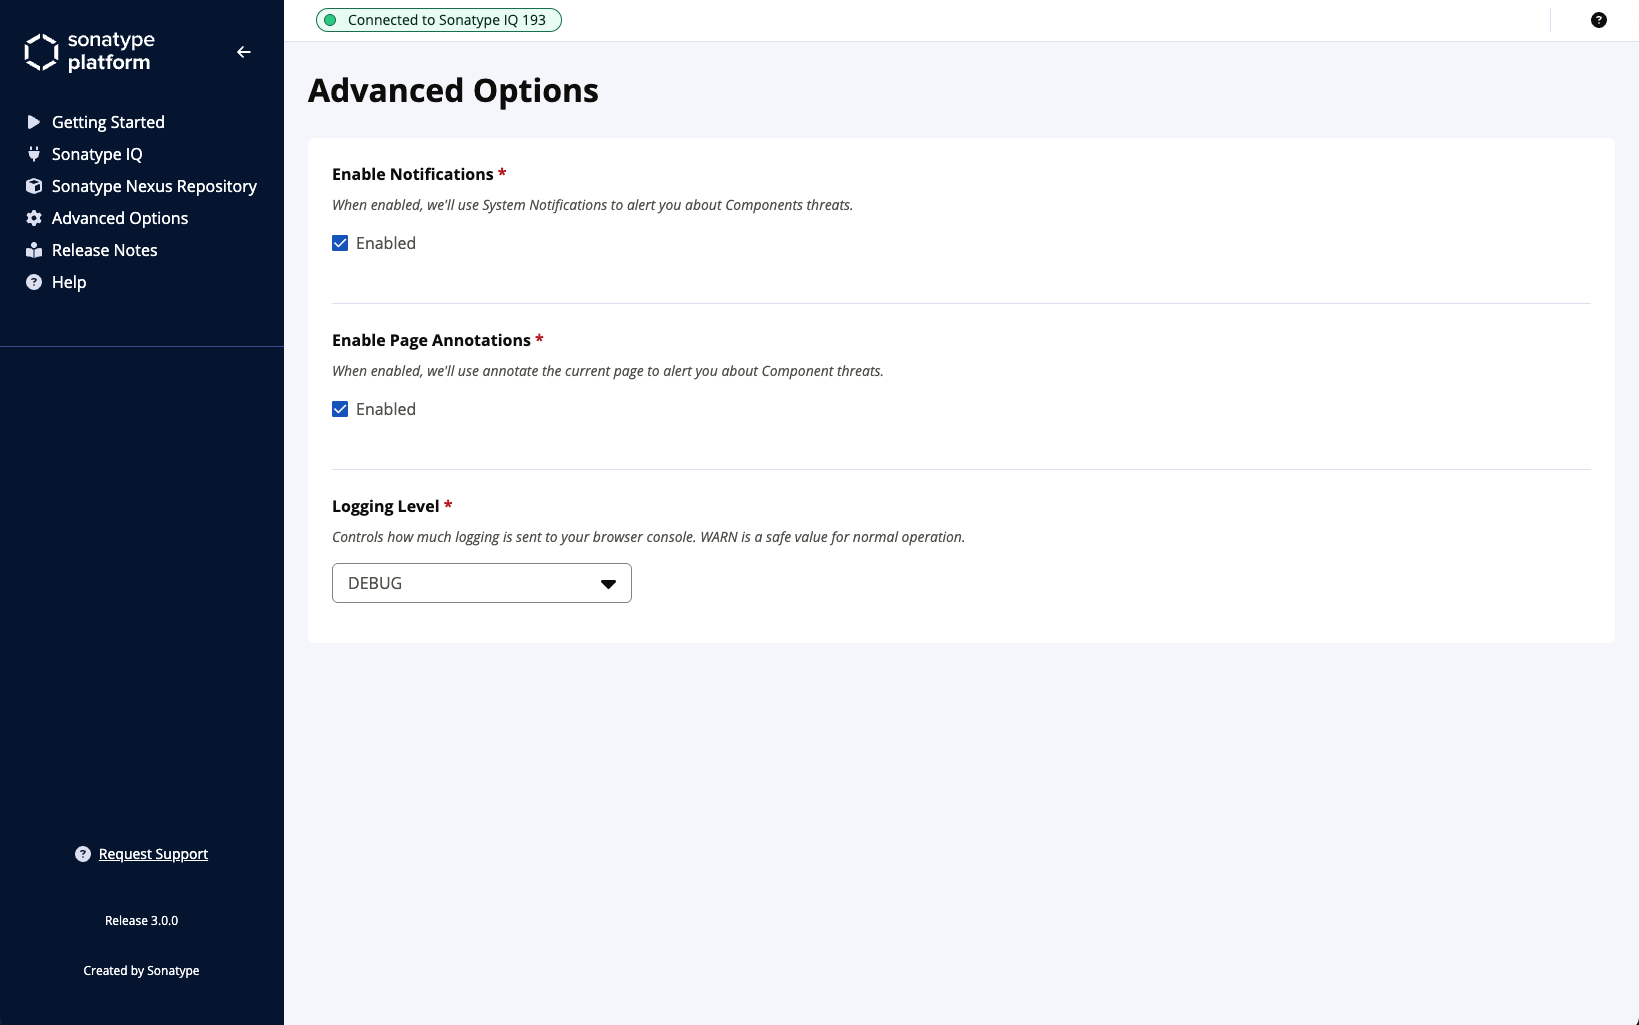 sonatype
platform
Getting Started
Sonatype IQ
Sonatype Nexus Repository
Advanced Options
Release Notes
Help
Request Support
Release 3.0.0
Created by Sonatype
Connected to Sonatype IQ 193
Advanced Options
Enable Notifications *
When enabled, we'll use System Notifications to alert you about Components threats.
Enabled
Enable Page Annotations *
When enabled, we'll use annotate the current page to alert you about Component threats.
Enabled
Logging Level *
Controls how much logging is sent to your browser console. WARN is a safe value for normal operation.
DEBUG